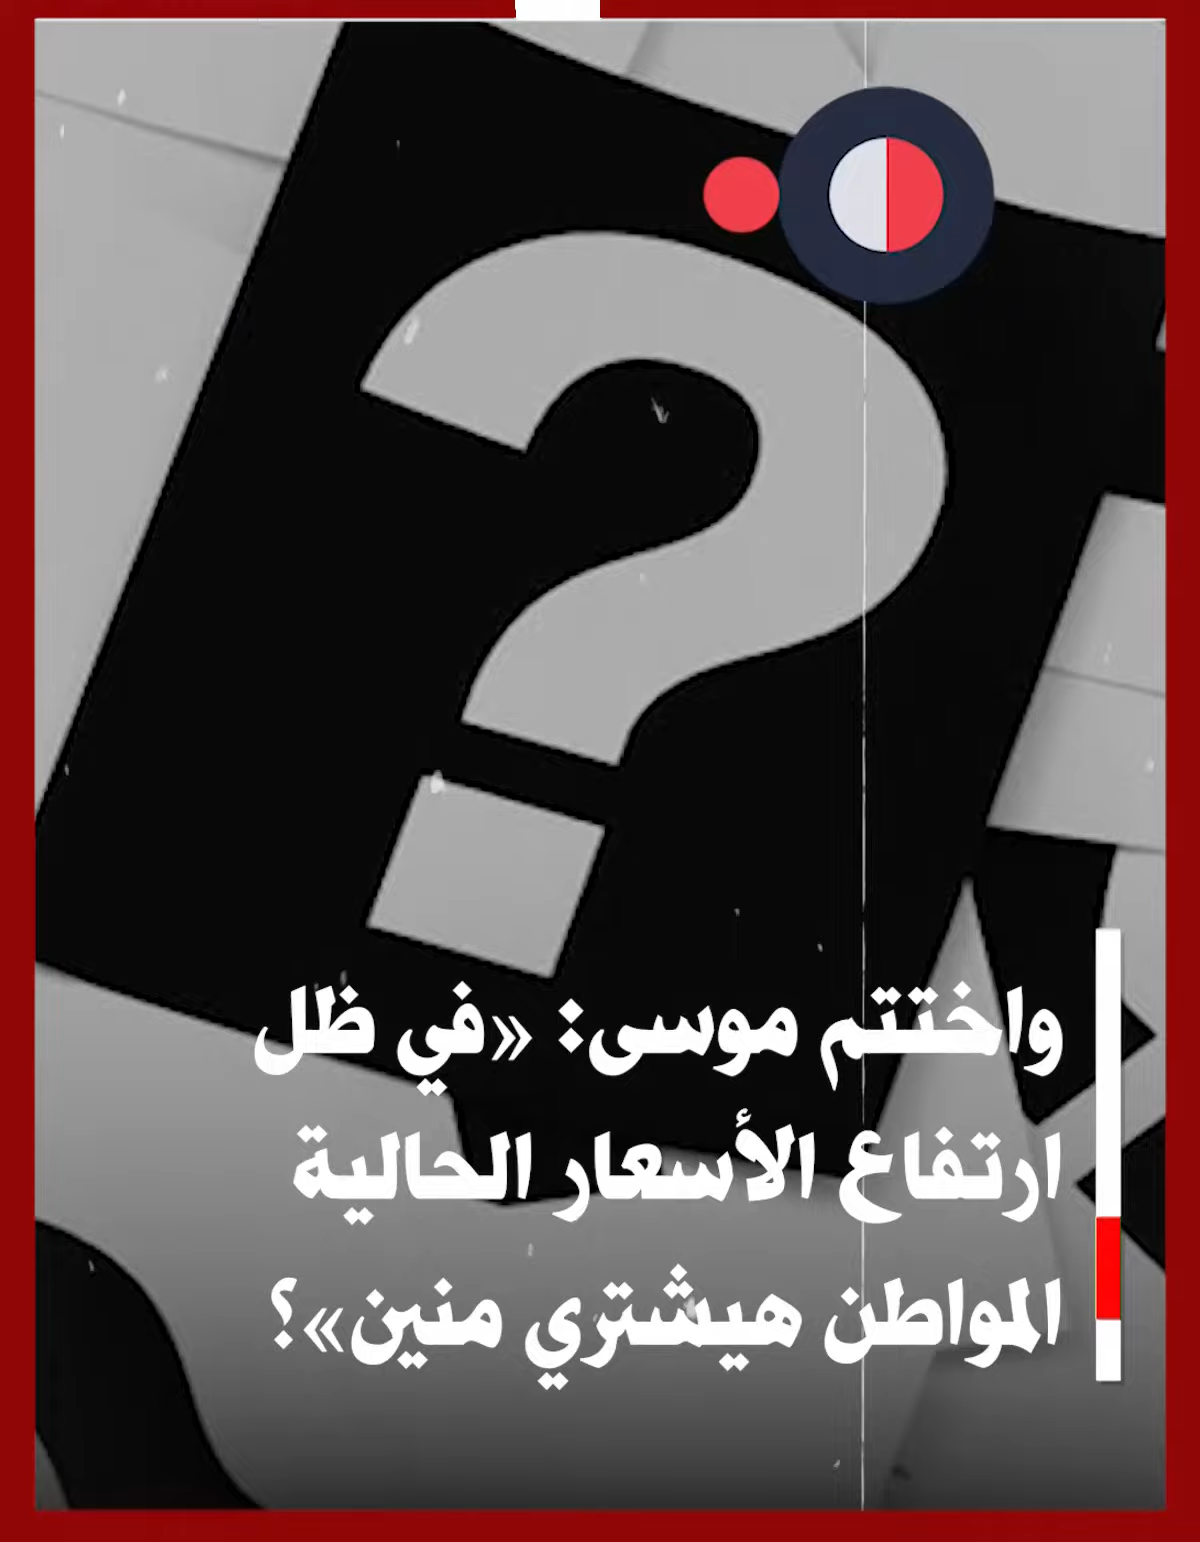 واختتم موسى: «في ظل
ارتفاع الأسعار الحالية
المواطن هيشتري منين»؟